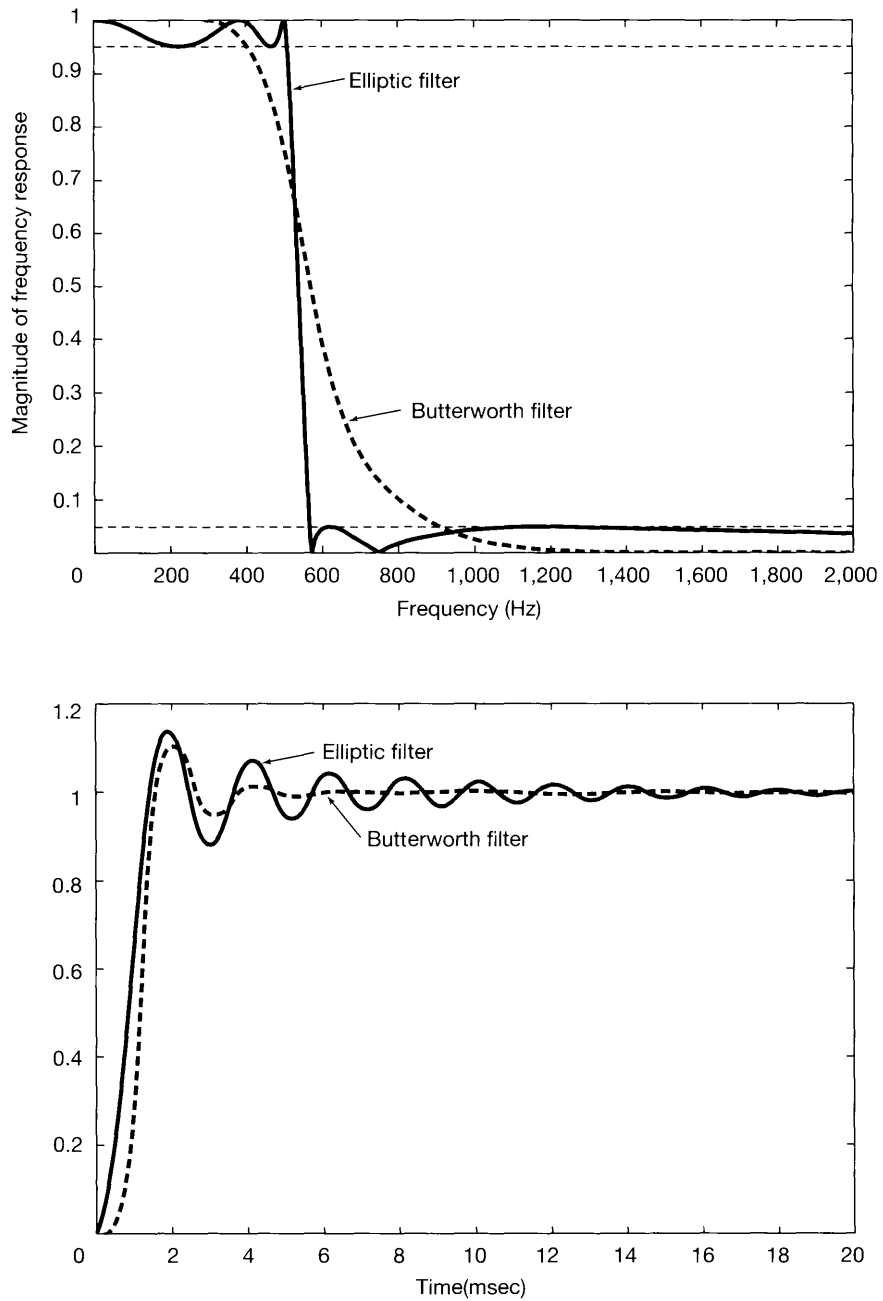 1
0.9
0.8
0.7
0.6
0.5
0.4
0.3
0.2
0.1
Magnitude of frequency response
Elliptic filter
Butterworth filter
0 200 400 600 800 1,000 1,200 1,400 1,600 1,800 2,000
Frequency (Hz)
1.2
1
0.8
0.6
0.4
0.2
Elliptic filter
Butterworth filter
0 2 4 6 8 10 12 14 16 18 20
Time(msec)